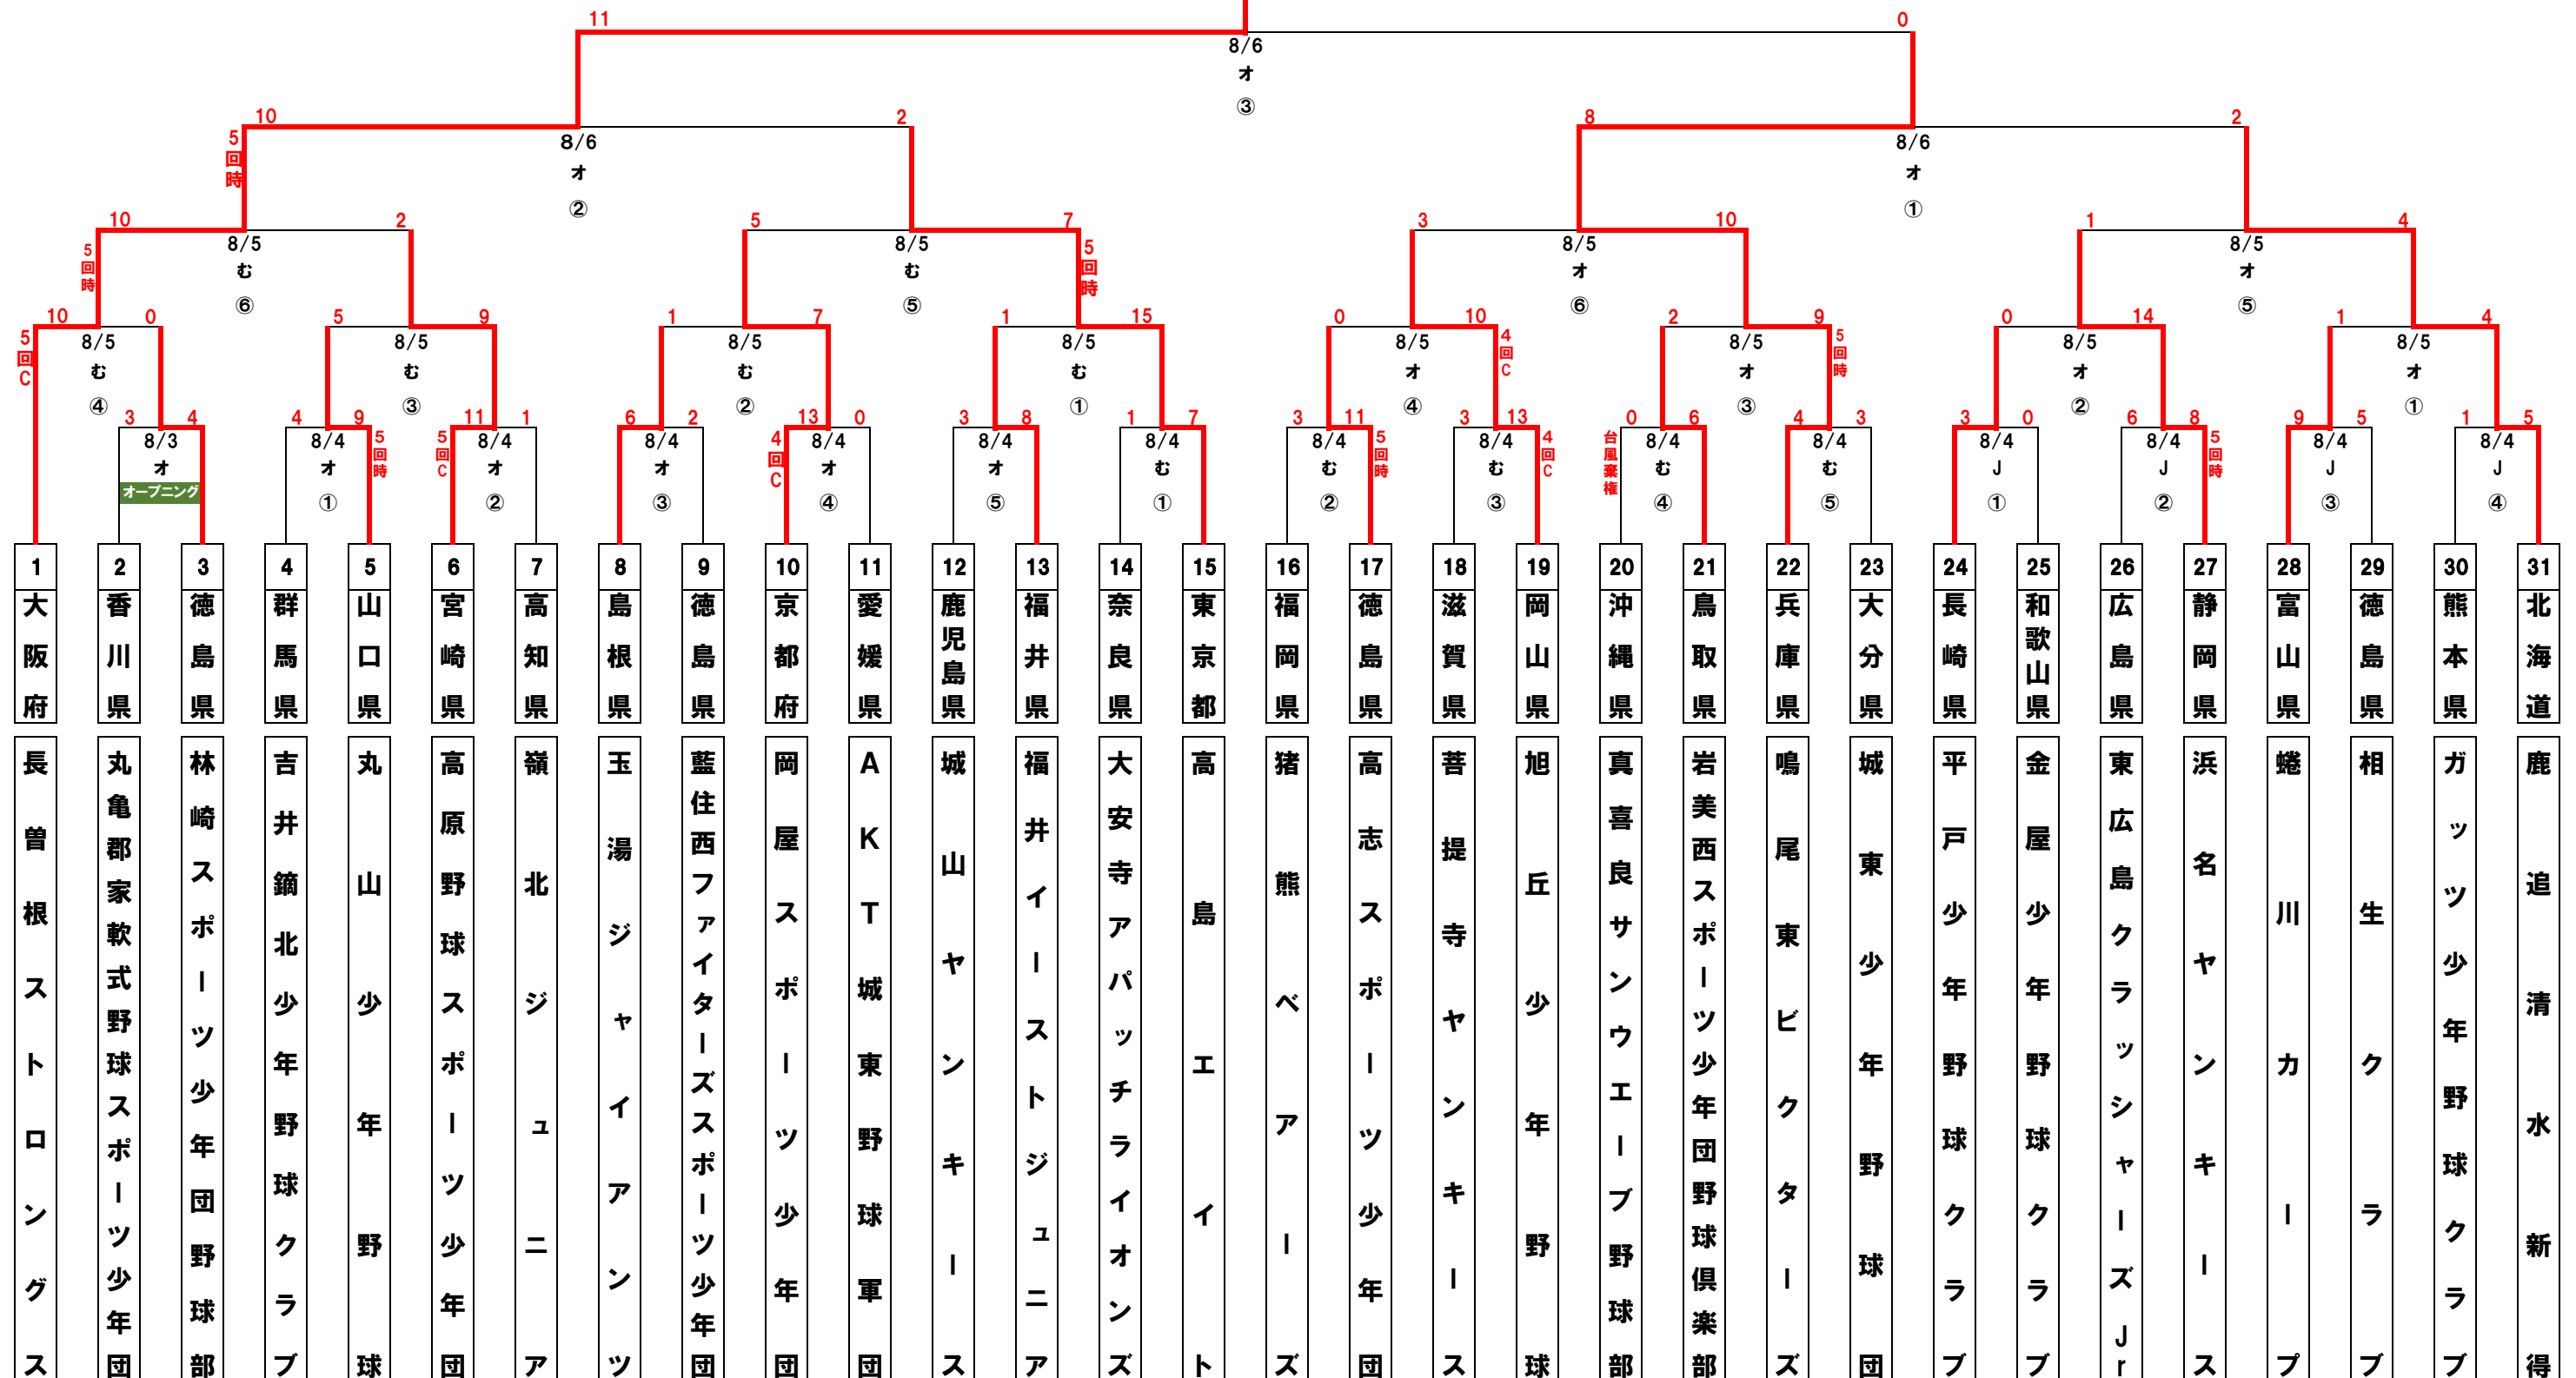 11 0
8/6
オ
③
10 2 8 2
5回時
8/6 8/6
オ オ
② ①
10 2 5 7 3 10 1 4
5回時 5回時
8/5 8/5 8/5 8/5
む む オ オ
⑥ ⑤ ⑥ ⑤
10 0 5 9 1 7 1 15 0 10 2 9 0 14 1 4
5回C 4回C 5回時
8/5 8/5 8/5 8/5 8/5 8/5 8/5 8/5
む む む む オ オ オ オ
④ ③ ② ① ④ ③ ② ①
3 4 4 9 11 1 6 2 13 0 3 8 1 7 3 11 3 13 0 6 4 3 3 0 6 8 9 5 1 5
5回時 5回C 4回C 5回時 4回C 台風棄権 5回時
8/3 8/4 8/4 8/4 8/4 8/4 8/4 8/4 8/4 8/4 8/4 8/4 8/4 8/4 8/4
オ オ オ オ オ オ む む む む む J J J J
オープニング ① ② ③ ④ ⑤ ① ② ③ ④ ⑤ ① ② ③ ④
1 2 3 4 5 6 7 8 9 10 11 12 13 14 15 16 17 18 19 20 21 22 23 24 25 26 27 28 29 30 31
大阪府
香川県
徳島県
群馬県
山口県
宮崎県
高知県
島根県
徳島県
京都府
愛媛県
鹿児島県
福井県
奈良県
東京都
福岡県
徳島県
滋賀県
岡山県
沖縄県
鳥取県
兵庫県
大分県
長崎県
和歌山県
広島県
静岡県
富山県
徳島県
熊本県
北海道
長曽根ストロングス
丸亀郡家軟式野球スポーツ少年団
林崎スポーツ少年団野球部
吉井鏑北少年野球クラブ
丸山少年野球
高原野球スポーツ少年団
嶺北ジュニア
玉湯ジャイアンツ
藍住西ファイターズスポーツ少年団
岡屋スポーツ少年団
AKT城東野球軍団
城山ヤンキース
福井イーストジュニア
大安寺アパッチライオンズ
高島エイト
猪熊ベアーズ
高志スポーツ少年団
菩提寺ヤンキース
旭丘少年野球
真喜良サンウエーブ野球部
岩美西スポーツ少年団野球倶楽部
鳴尾東ビクターズ
城東少年野球団
平戸少年野球クラブ
金屋少年野球クラブ
東広島クラッシャーズJr
浜名ヤンキース
蜷川カープ
相生クラブ
ガッツ少年野球クラブ
鹿追清水新得